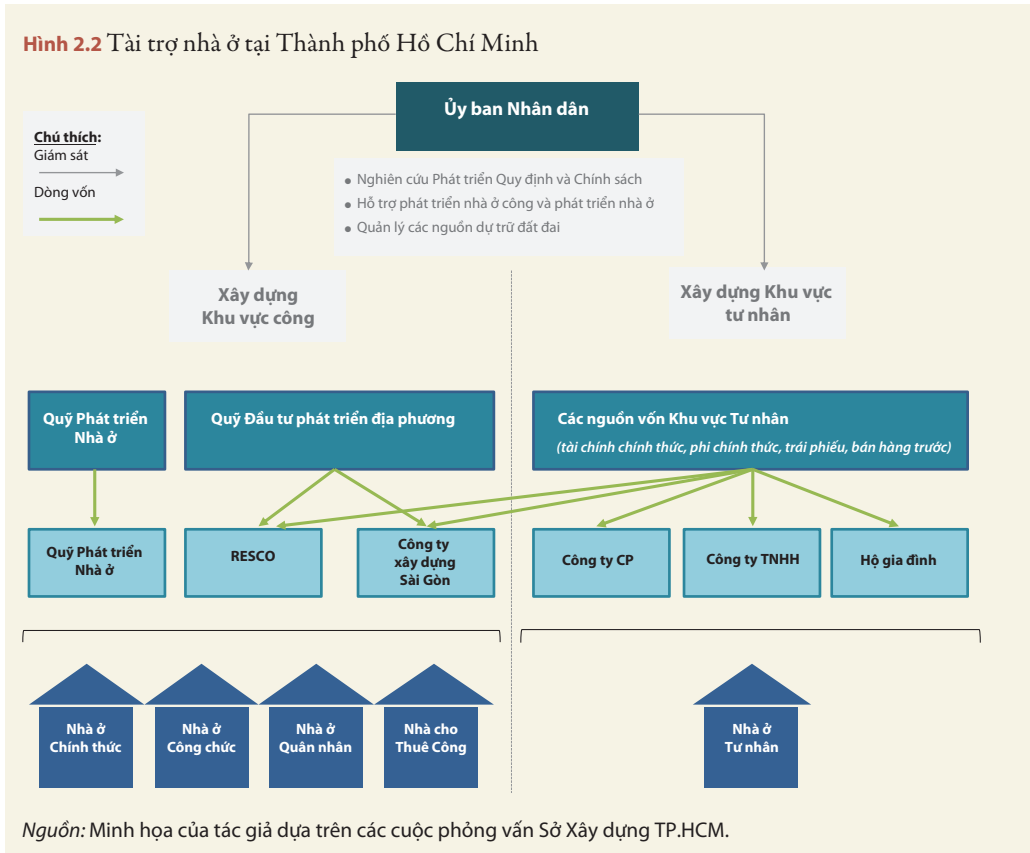 Hình 2.2 Tài trợ nhà ở tại Thành phố Hồ Chí Minh
Ủy ban Nhân dân
Chú thích:
Giám sát
Dòng vốn
• Nghiên cứu Phát triển Quy định và Chính sách
• Hỗ trợ phát triển nhà ở công và phát triển nhà ở
• Quản lý các nguồn dự trữ đất đai
Xây dựng
Khu vực công
Xây dựng Khu vực
tư nhân
Quỹ Phát triển
Nhà ở
Quỹ Đầu tư phát triển địa phương
Các nguồn vốn Khu vực Tư nhân
(tài chính chính thức, phi chính thức, trái phiếu, bán hàng trước)
Quỹ Phát triển
Nhà ở
RESCO
Công ty
xây dựng
Sài Gòn
Công ty CP
Công ty TNHH
Hộ gia đình
Nhà ở
Chính thức
Nhà ở
Công chức
Nhà ở
Quân nhân
Nhà cho
Thuê Công
Nhà ở
Tư nhân
Nguồn: Minh họa của tác giả dựa trên các cuộc phỏng vấn Sở Xây dựng TP.HCM.